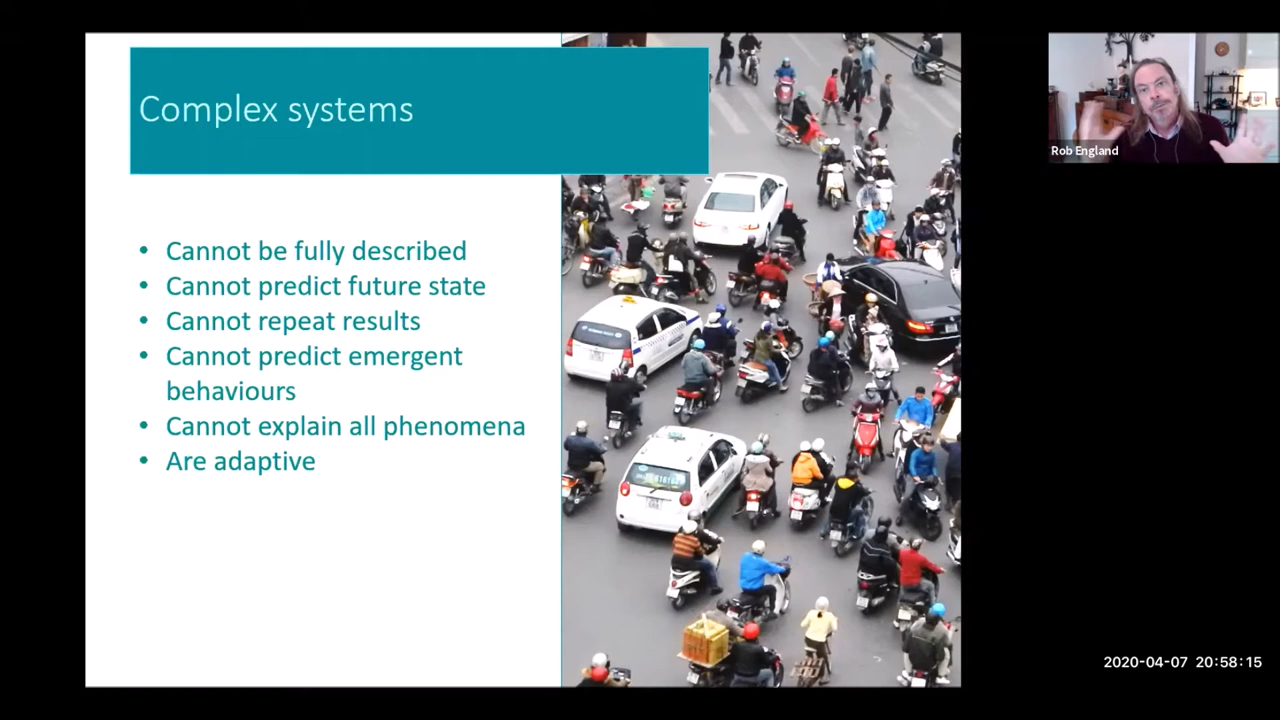 Complex systems
• Cannot be fully described
• Cannot predict future state
• Cannot repeat results
• Cannot predict emergent
behaviours
• Cannot explain all phenomena
• Are adaptive
Rob England
2020-04-07 20:58:15